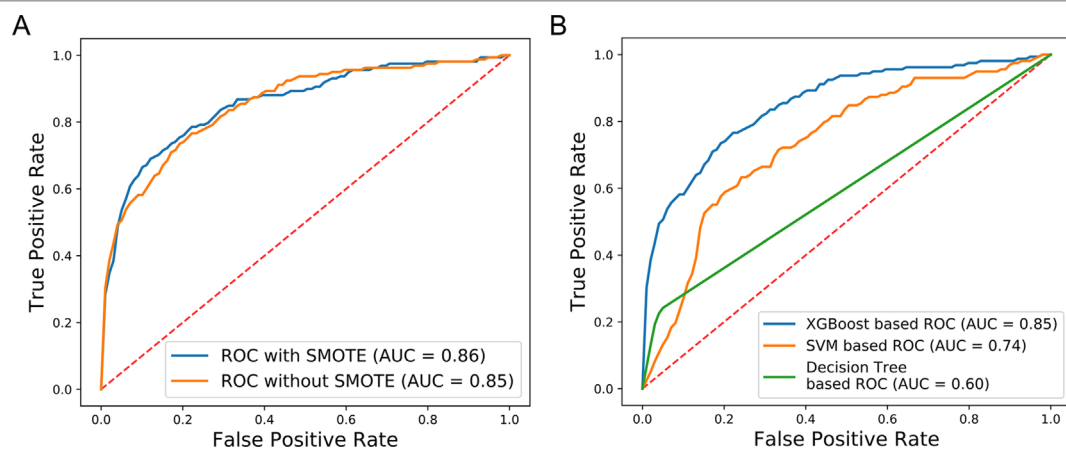 A
B
1.0
0.8
0.6
0.4
0.2
0.0
True Positive Rate
ROC with SMOTE (AUC = 0.86)
ROC without SMOTE (AUC = 0.85)
0.0 0.2 0.4 0.6 0.8 1.0
False Positive Rate
1.0
0.8
0.6
0.4
0.2
0.0
True Positive Rate
XGBoost based ROC (AUC = 0.85)
SVM based ROC (AUC = 0.74)
Decision Tree
based ROC (AUC = 0.60)
0.0 0.2 0.4 0.6 0.8 1.0
False Positive Rate